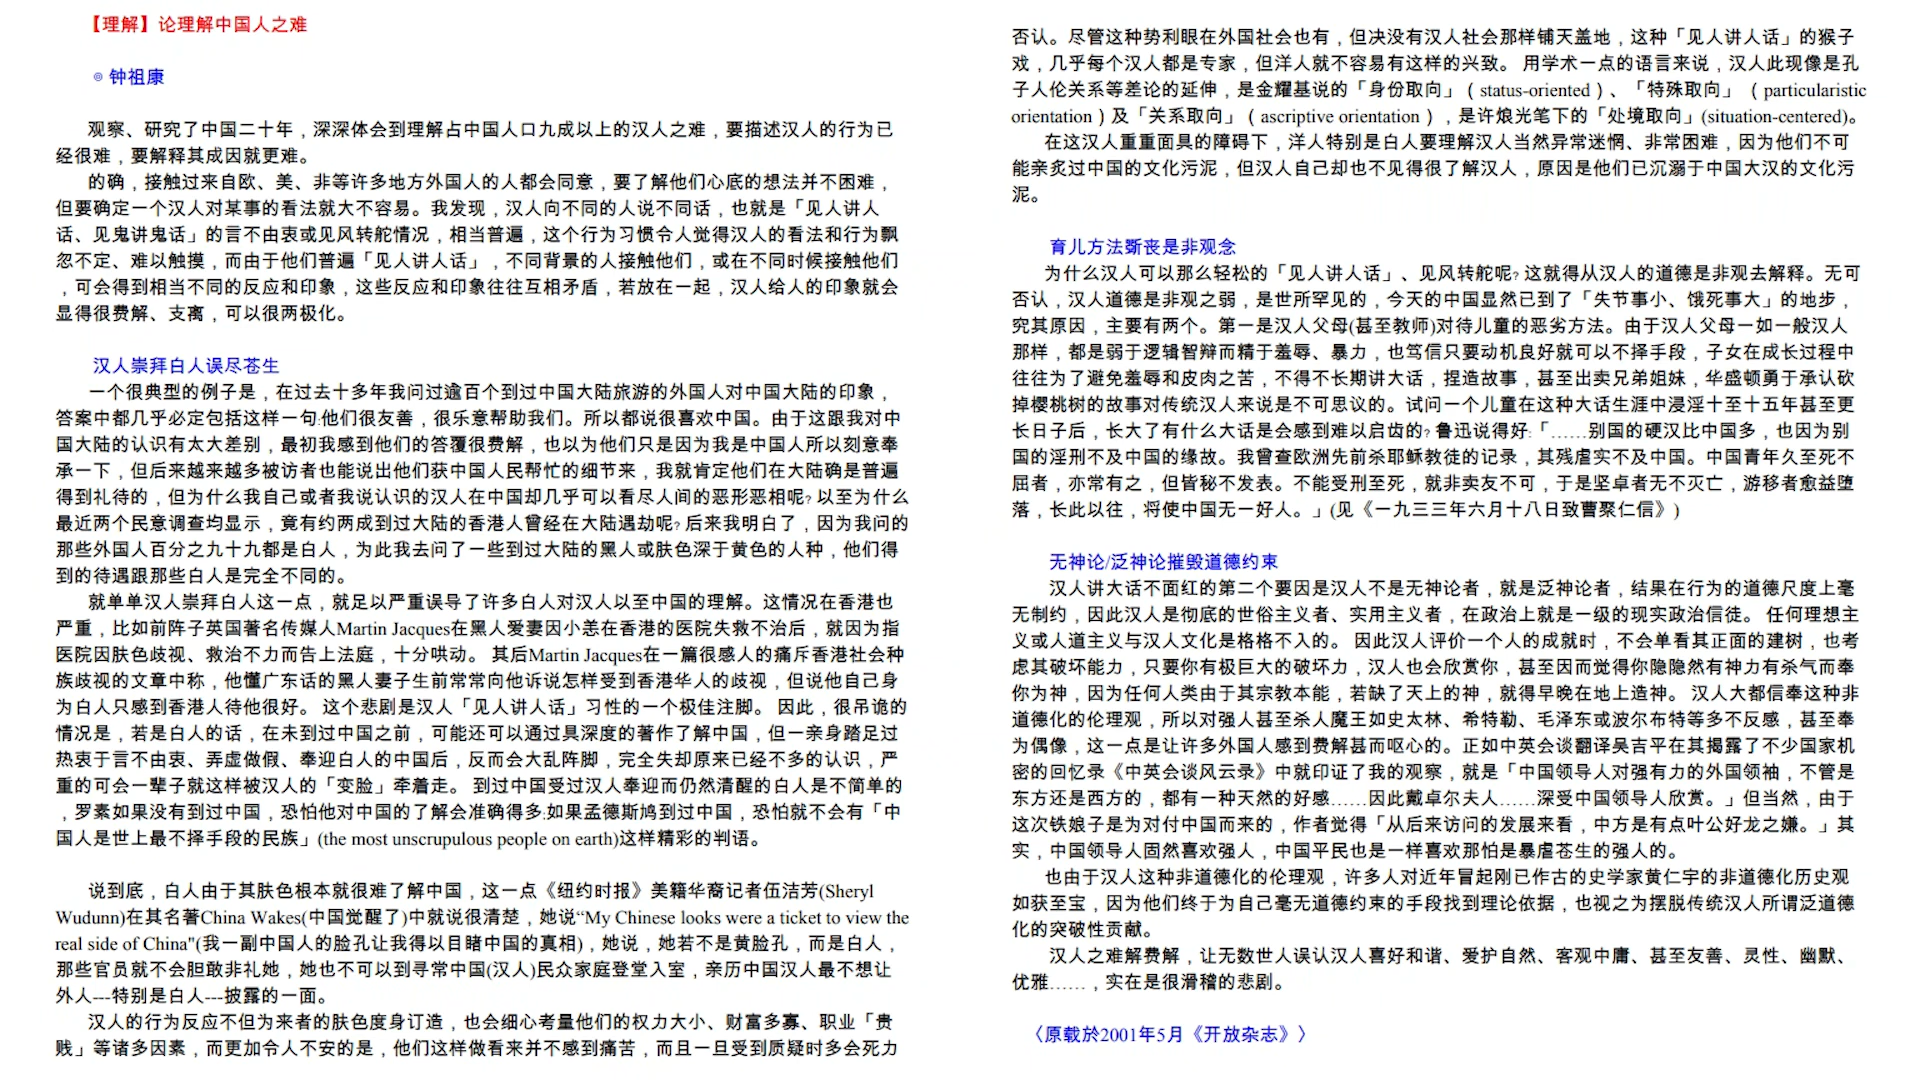 【理解】论理解中国人之难
◎ 钟祖康
观察、研究了中国二十年，深深体会到理解占中国人口九成以上的汉人之难，要描述汉人的行为已
经很难，要解释其成因就更难。
的确，接触过来自欧、美、非等许多地方外国人的人都会同意，要了解他们心底的想法并不困难，
但要确定一个汉人对某事的看法就大不容易。我发现，汉人向不同的人说不同话，也就是「见人讲人
话、见鬼讲鬼话」的言不由衷或见风转舵情况，相当普遍，这个行为习惯令人觉得汉人的看法和行为飘
忽不定、难以触摸，而由于他们普遍「见人讲人话」，不同背景的人接触他们，或在不同时候接触他们
，可会得到相当不同的反应和印象，这些反应和印象往往互相矛盾，若放在一起，汉人给人的印象就会
显得很费解、支离，可以很两极化。
汉人崇拜白人误尽苍生
一个很典型的例子是，在过去十多年我问过逾百个到过中国大陆旅游的外国人对中国大陆的印象，
答案中都几乎必定包括这样一句:他们很友善，很乐意帮助我们。所以都说很喜欢中国。由于这跟我对中
国大陆的认识有太大差别，最初我感到他们的答覆很费解，也以为他们只是因为我是中国人所以刻意奉
承一下，但后来越来越多被访者也能说出他们获中国人民帮忙的细节来，我就肯定他们在大陆确是普遍
得到礼待的，但为什么我自己或者我说认识的汉人在中国却几乎可以看尽人间的恶形恶相呢? 以至为什么
最近两个民意调查均显示，竟有约两成到过大陆的香港人曾经在大陆遇劫呢? 后来我明白了，因为我问的
那些外国人百分之九十九都是白人，为此我去问了一些到过大陆的黑人或肤色深于黄色的人种，他们得
到的待遇跟那些白人是完全不同的。
就单单汉人崇拜白人这一点，就足以严重误导了许多白人对汉人以至中国的理解。这情况在香港也
严重，比如前阵子英国著名传媒人Martin Jacques在黑人爱妻因小恙在香港的医院失救不治后，就因为指
医院因肤色歧视、救治不力而告上法庭，十分哄动。 其后Martin Jacques在一篇很感人的痛斥香港社会种
族歧视的文章中称，他懂广东话的黑人妻子生前常常向他诉说怎样受到香港华人的歧视，但说他自己身
为白人只感到香港人待他很好。 这个悲剧是汉人「见人讲人话」习性的一个极佳注脚。 因此，很吊诡的
情况是，若是白人的话，在未到过中国之前，可能还可以通过具深度的著作了解中国，但一亲身踏足过
热衷于言不由衷、弄虚做假、奉迎白人的中国后，反而会大乱阵脚，完全失却原来已经不多的认识，严
重的可会一辈子就这样被汉人的「变脸」牵着走。 到过中国受过汉人奉迎而仍然清醒的白人是不简单的
，罗素如果没有到过中国，恐怕他对中国的了解会准确得多;如果孟德斯鸠到过中国，恐怕就不会有「中
国人是世上最不择手段的民族」(the most unscrupulous people on earth)这样精彩的判语。
说到底，白人由于其肤色根本就很难了解中国，这一点《纽约时报》美籍华裔记者伍洁芳(Sheryl
Wudunn)在其名著China Wakes(中国觉醒了)中就说很清楚，她说“My Chinese looks were a ticket to view the
real side of China"(我一副中国人的脸孔让我得以目睹中国的真相)，她说，她若不是黄脸孔，而是白人，
那些官员就不会胆敢非礼她，她也不可以到寻常中国(汉人)民众家庭登堂入室，亲历中国汉人最不想让
外人---特别是白人---披露的一面。
汉人的行为反应不但为来者的肤色度身订造，也会细心考量他们的权力大小、财富多寡、职业「贵
贱」等诸多因素，而更加令人不安的是，他们这样做看来并不感到痛苦，而且一旦受到质疑时多会死力
否认。尽管这种势利眼在外国社会也有，但决没有汉人社会那样铺天盖地，这种「见人讲人话」的猴子
戏，几乎每个汉人都是专家，但洋人就不容易有这样的兴致。 用学术一点的语言来说，汉人此现像是孔
子人伦关系等差论的延伸，是金耀基说的「身份取向」（status-oriented）、「特殊取向」（particularistic
orientation）及「关系取向」（ascriptive orientation），是许烺光笔下的「处境取向」(situation-centered)。
在这汉人重重面具的障碍下，洋人特别是白人要理解汉人当然异常迷惘、非常困难，因为他们不可
能亲炙过中国的文化污泥，但汉人自己却也不见得很了解汉人，原因是他们已沉溺于中国大汉的文化污
泥。
育儿方法斲丧是非观念
为什么汉人可以那么轻松的「见人讲人话」、见风转舵呢? 这就得从汉人的道德是非观去解释。无可
否认，汉人道德是非观之弱，是世所罕见的，今天的中国显然已到了「失节事小、饿死事大」的地步，
究其原因，主要有两个。第一是汉人父母(甚至教师)对待儿童的恶劣方法。由于汉人父母一如一般汉人
那样，都是弱于逻辑智辩而精于羞辱、暴力，也笃信只要动机良好就可以不择手段，子女在成长过程中
往往为了避免羞辱和皮肉之苦，不得不长期讲大话，捏造故事，甚至出卖兄弟姐妹，华盛顿勇于承认砍
掉樱桃树的故事对传统汉人来说是不可思议的。试问一个儿童在这种大话生涯中浸淫十至十五年甚至更
长日子后，长大了有什么大话是会感到难以启齿的? 鲁迅说得好:「……别国的硬汉比中国多，也因为别
国的淫刑不及中国的缘故。我曾查欧洲先前杀耶稣教徒的记录，其残虐实不及中国。中国青年久至死不
屈者，亦常有之，但皆秘不发表。不能受刑至死，就非卖友不可，于是坚卓者无不灭亡，游移者愈益堕
落，长此以往，将使中国无一好人。」(见《一九三三年六月十八日致曹聚仁信》)
无神论/泛神论摧毁道德约束
汉人讲大话不面红的第二个要因是汉人不是无神论者，就是泛神论者，结果在行为的道德尺度上毫
无制约，因此汉人是彻底的世俗主义者、实用主义者，在政治上就是一级的现实政治信徒。 任何理想主
义或人道主义与汉人文化是格格不入的。 因此汉人评价一个人的成就时，不会单看其正面的建树，也考
虑其破坏能力，只要你有极巨大的破坏力，汉人也会欣赏你，甚至因而觉得你隐隐然有神力有杀气而奉
你为神，因为任何人类由于其宗教本能，若缺了天上的神，就得早晚在地上造神。 汉人大都信奉这种非
道德化的伦理观，所以对强人甚至杀人魔王如史太林、希特勒、毛泽东或波尔布特等多不反感，甚至奉
为偶像，这一点是让许多外国人感到费解甚而呕心的。正如中英会谈翻译吴吉平在其揭露了不少国家机
密的回忆录《中英会谈风云录》中就印证了我的观察，就是「中国领导人对强有力的外国领袖，不管是
东方还是西方的，都有一种天然的好感……因此戴卓尔夫人……深受中国领导人欣赏。」但当然，由于
这次铁娘子是为对付中国而来的，作者觉得「从后来访问的发展来看，中方是有点叶公好龙之嫌。」其
实，中国领导人固然喜欢强人，中国平民也是一样喜欢那怕是暴虐苍生的强人的。
也由于汉人这种非道德化的伦理观，许多人对近年冒起刚已作古的史学家黄仁宇的非道德化历史观
如获至宝，因为他们终于为自己毫无道德约束的手段找到理论依据，也视之为摆脱传统汉人所谓泛道德
化的突破性贡献。
汉人之难解费解，让无数世人误认汉人喜好和谐、爱护自然、客观中庸、甚至友善、灵性、幽默、
优雅……，实在是很滑稽的悲剧。
〈原载於2001年5月《开放杂志》〉